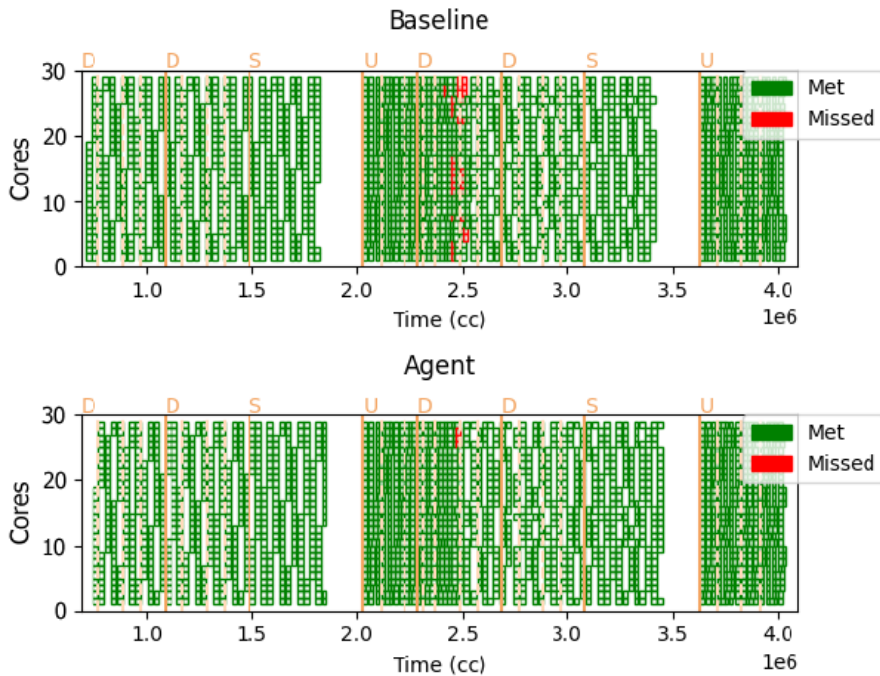 Baseline
D D S U D D S U
30
20
10
0
Cores
Met
Missed
1.0 1.5 2.0 2.5 3.0 3.5 4.0
1e6
Time (cc)
Agent
D D S U D D S U
30
20
10
0
Cores
Met
Missed
1.0 1.5 2.0 2.5 3.0 3.5 4.0
1e6
Time (cc)